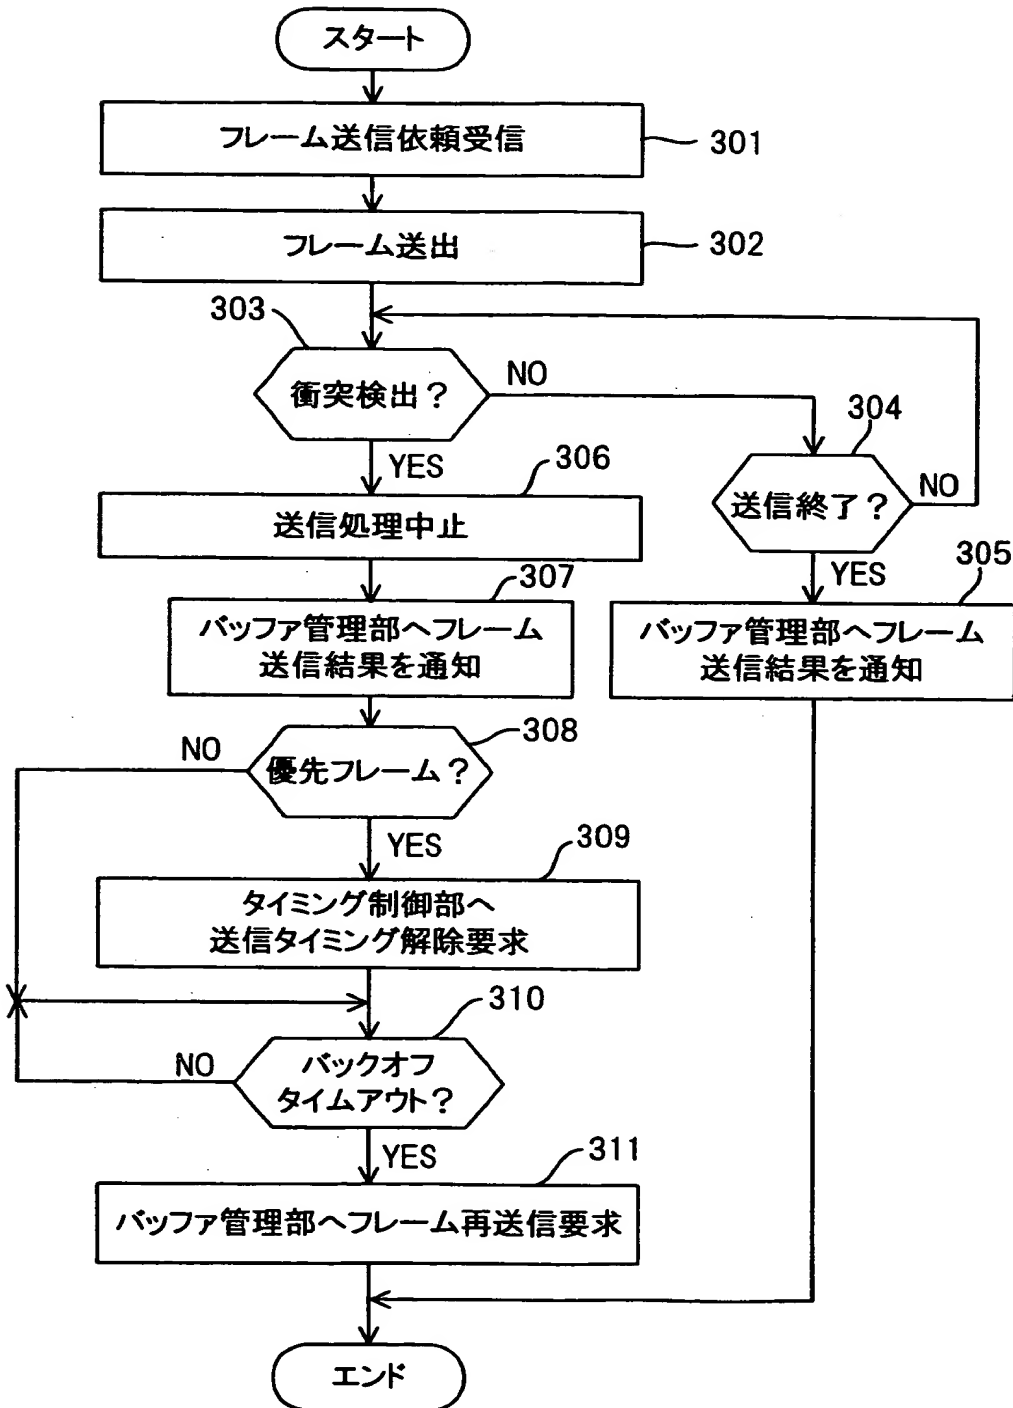 スタート
フレーム送信依頼受信
301
フレーム送出
302
303
衝突検出？
NO
304
YES
306
送信終了？
NO
送信処理中止
YES
305
307
バッファ管理部へフレーム
送信結果を通知
バッファ管理部へフレーム
送信結果を通知
308
NO
優先フレーム？
YES
309
タイミング制御部へ
送信タイミング解除要求
310
NO
バックオフ
タイムアウト？
YES
311
バッファ管理部へフレーム再送信要求
エンド